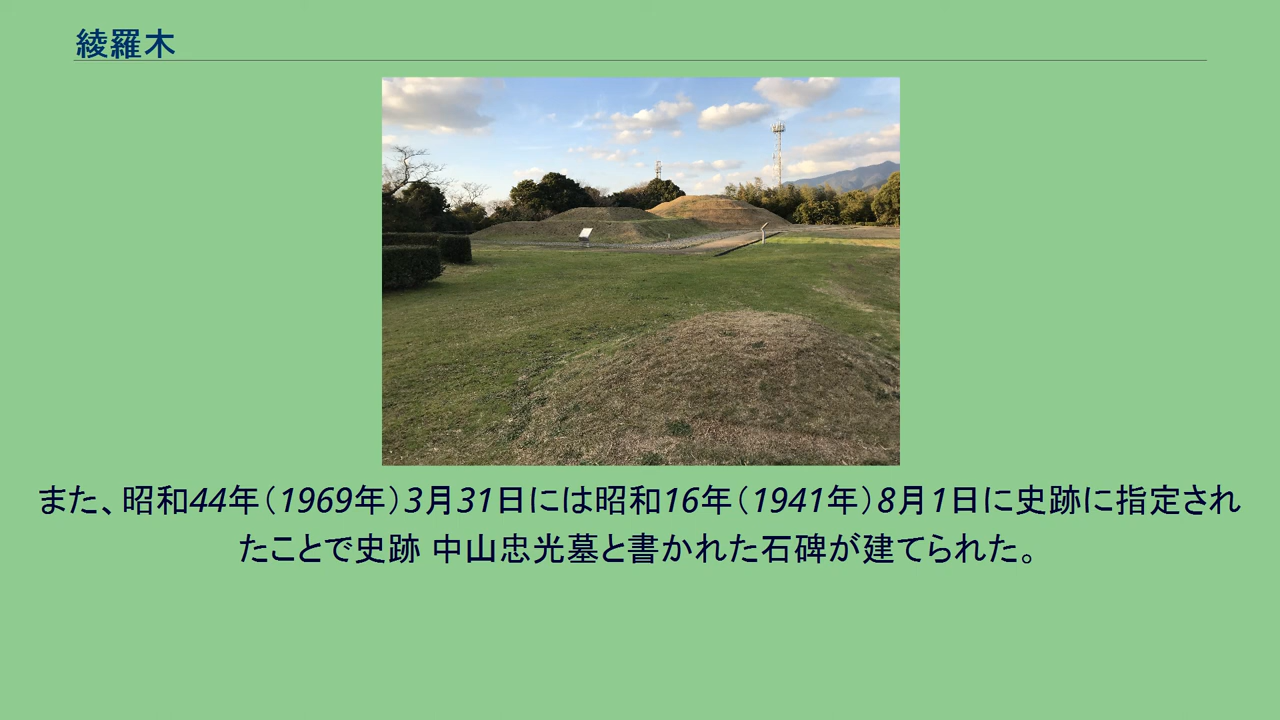 綾羅木
また、昭和44年（1969年）3月31日には昭和16年（1941年）8月1日に史跡に指定され
たことで史跡 中山忠光墓と書かれた石碑が建てられた。